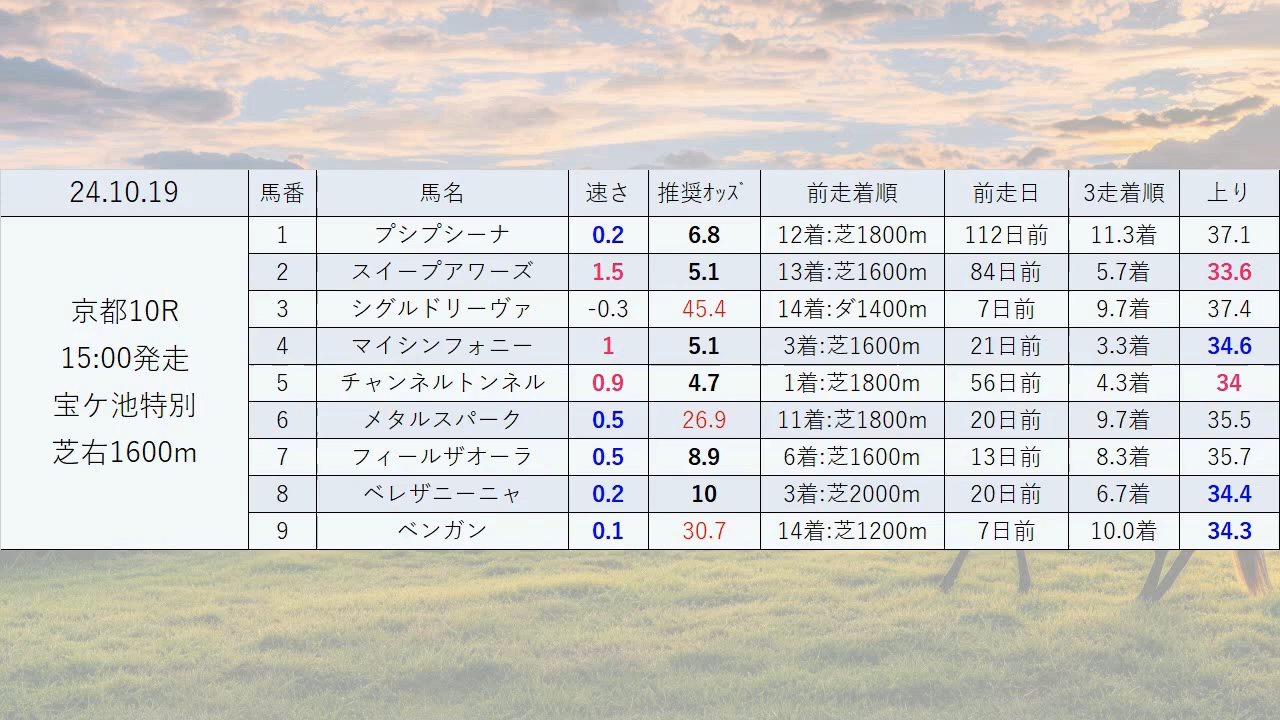 24.10.19 馬番 馬名 速さ 推奨ｵｯｽﾞ 前走着順 前走日 3走着順 上り
京都10R
15:00発走
宝ケ池特別
芝右1600m
1 プシプシーナ 0.2 6.8 12着:芝1800m 112日前 11.3着 37.1
2 スイープアワーズ 1.5 5.1 13着:芝1600m 84日前 5.7着 33.6
3 シグルドリーヴァ -0.3 45.4 14着:ダ1400m 7日前 9.7着 37.4
4 マイシンフォニー 1 5.1 3着:芝1600m 21日前 3.3着 34.6
5 チャンネルトンネル 0.9 4.7 1着:芝1800m 56日前 4.3着 34
6 メタルスパーク 0.5 26.9 11着:芝1800m 20日前 9.7着 35.5
7 フィールザオーラ 0.5 8.9 6着:芝1600m 13日前 8.3着 35.7
8 ベレザニーニャ 0.2 10 3着:芝2000m 20日前 6.7着 34.4
9 ベンガン 0.1 30.7 14着:芝1200m 7日前 10.0着 34.3